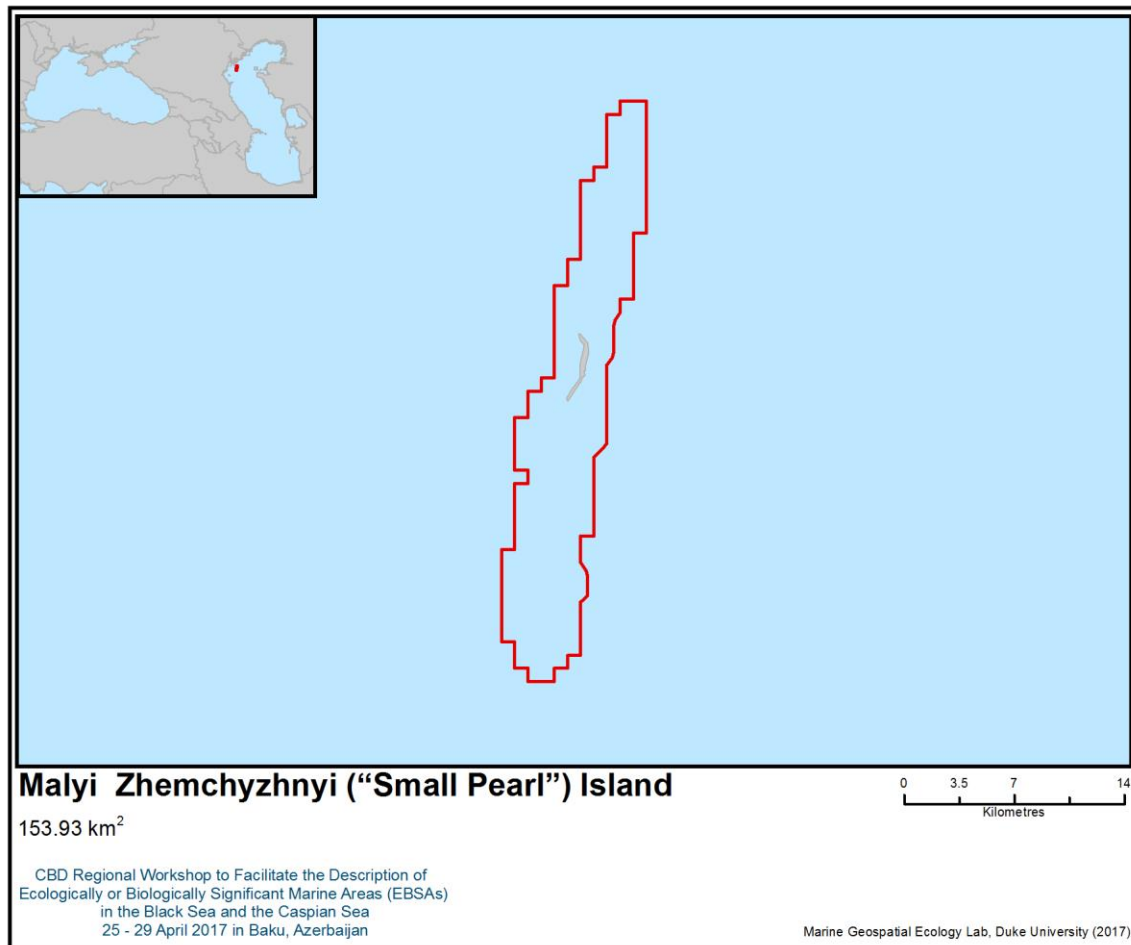 Malyi  Zhemchyzhnyi (“Small Pearl”) Island
153.93 km²
0 3.5 7 14
Kilometres
CBD Regional Workshop to Facilitate the Description of
Ecologically or Biologically Significant Marine Areas (EBSAs)
in the Black Sea and the Caspian Sea
25 - 29 April 2017 in Baku, Azerbaijan
Marine Geospatial Ecology Lab, Duke University (2017)